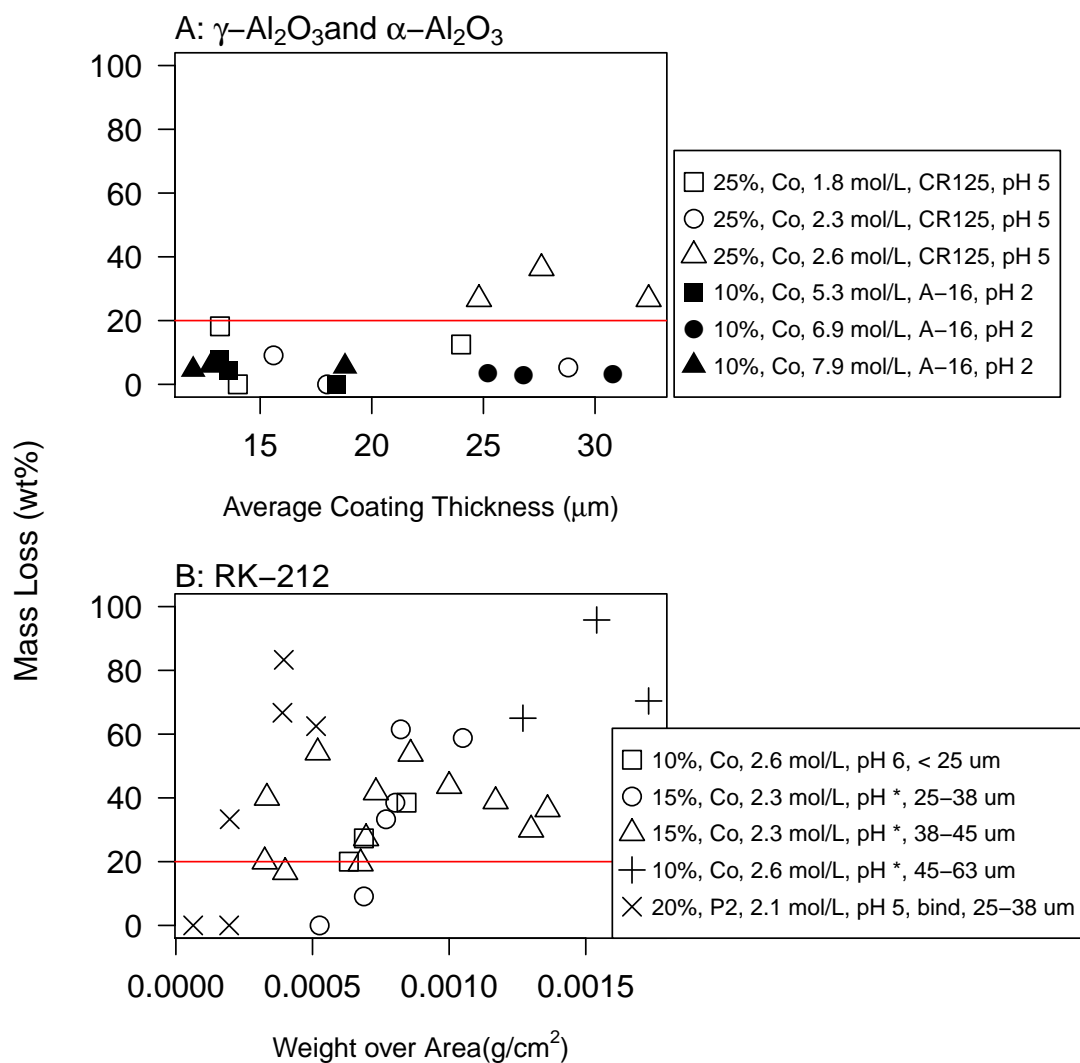 A: γ−Al₂O₃and α−Al₂O₃
100
80
60
40
20
0
15 20 25 30
Average Coating Thickness (μm)
25%, Co, 1.8 mol/L, CR125, pH 5
25%, Co, 2.3 mol/L, CR125, pH 5
25%, Co, 2.6 mol/L, CR125, pH 5
10%, Co, 5.3 mol/L, A−16, pH 2
10%, Co, 6.9 mol/L, A−16, pH 2
10%, Co, 7.9 mol/L, A−16, pH 2
Mass Loss (wt%)
B: RK−212
100
80
60
40
20
0
0.0000 0.0005 0.0010 0.0015
Weight over Area(g/cm²)
10%, Co, 2.6 mol/L, pH 6, < 25 um
15%, Co, 2.3 mol/L, pH *, 25−38 um
15%, Co, 2.3 mol/L, pH *, 38−45 um
10%, Co, 2.6 mol/L, pH *, 45−63 um
20%, P2, 2.1 mol/L, pH 5, bind, 25−38 um